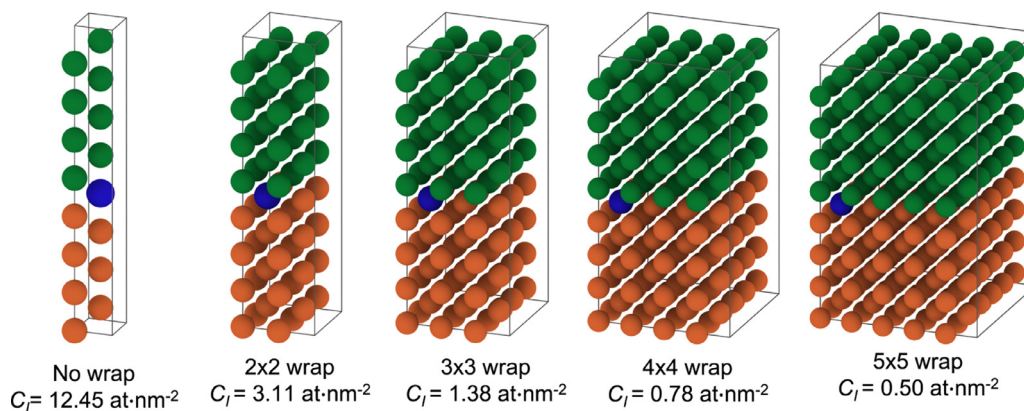 No wrap
C_I= 12.45 at·nm⁻²
2x2 wrap
C_I = 3.11 at·nm⁻²
3x3 wrap
C_I = 1.38 at·nm⁻²
4x4 wrap
C_I = 0.78 at·nm⁻²
5x5 wrap
C_I = 0.50 at·nm⁻²